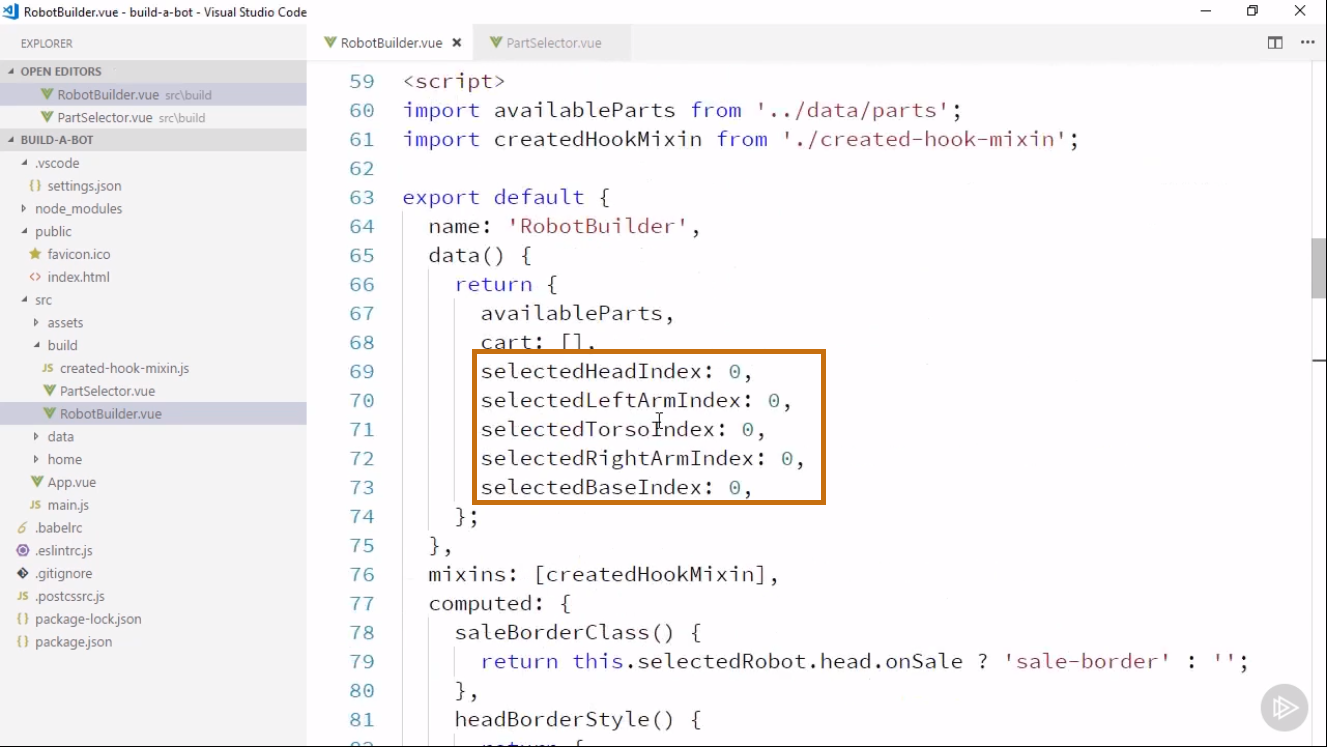 RobotBuilder.vue - build-a-bot - Visual Studio Code
EXPLORER
OPEN EDITORS
RobotBuilder.vue src\build
PartSelector.vue src\build
BUILD-A-BOT
.vscode
{} settings.json
node_modules
public
favicon.ico
<> index.html
src
assets
build
JS created-hook-mixin.js
PartSelector.vue
RobotBuilder.vue
data
home
App.vue
JS main.js
.babelrc
.eslintrc.js
.gitignore
JS .postcssrc.js
{} package-lock.json
{} package.json
RobotBuilder.vue
PartSelector.vue
59 <script>
60 import availableParts from '../data/parts';
61 import createdHookMixin from './created-hook-mixin';
62
63 export default {
64 name: 'RobotBuilder',
65 data() {
66 return {
67 availableParts,
68 cart: [],
69 selectedHeadIndex: 0,
70 selectedLeftArmIndex: 0,
71 selectedTorsoIndex: 0,
72 selectedRightArmIndex: 0,
73 selectedBaseIndex: 0,
74 };
75 },
76 mixins: [createdHookMixin],
77 computed: {
78 saleBorderClass() {
79 return this.selectedRobot.head.onSale ? 'sale-border' : '';
80 },
81 headBorderStyle() {
82 return {